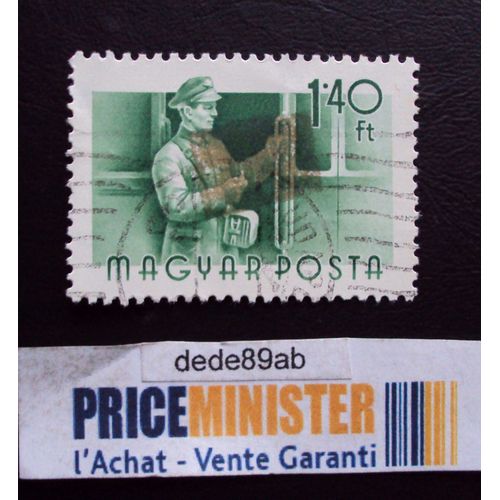 1.40
Ft
MAGYAR POSTA
dede89ab
PRICEMINISTER
l'Achat - Vente Garanti